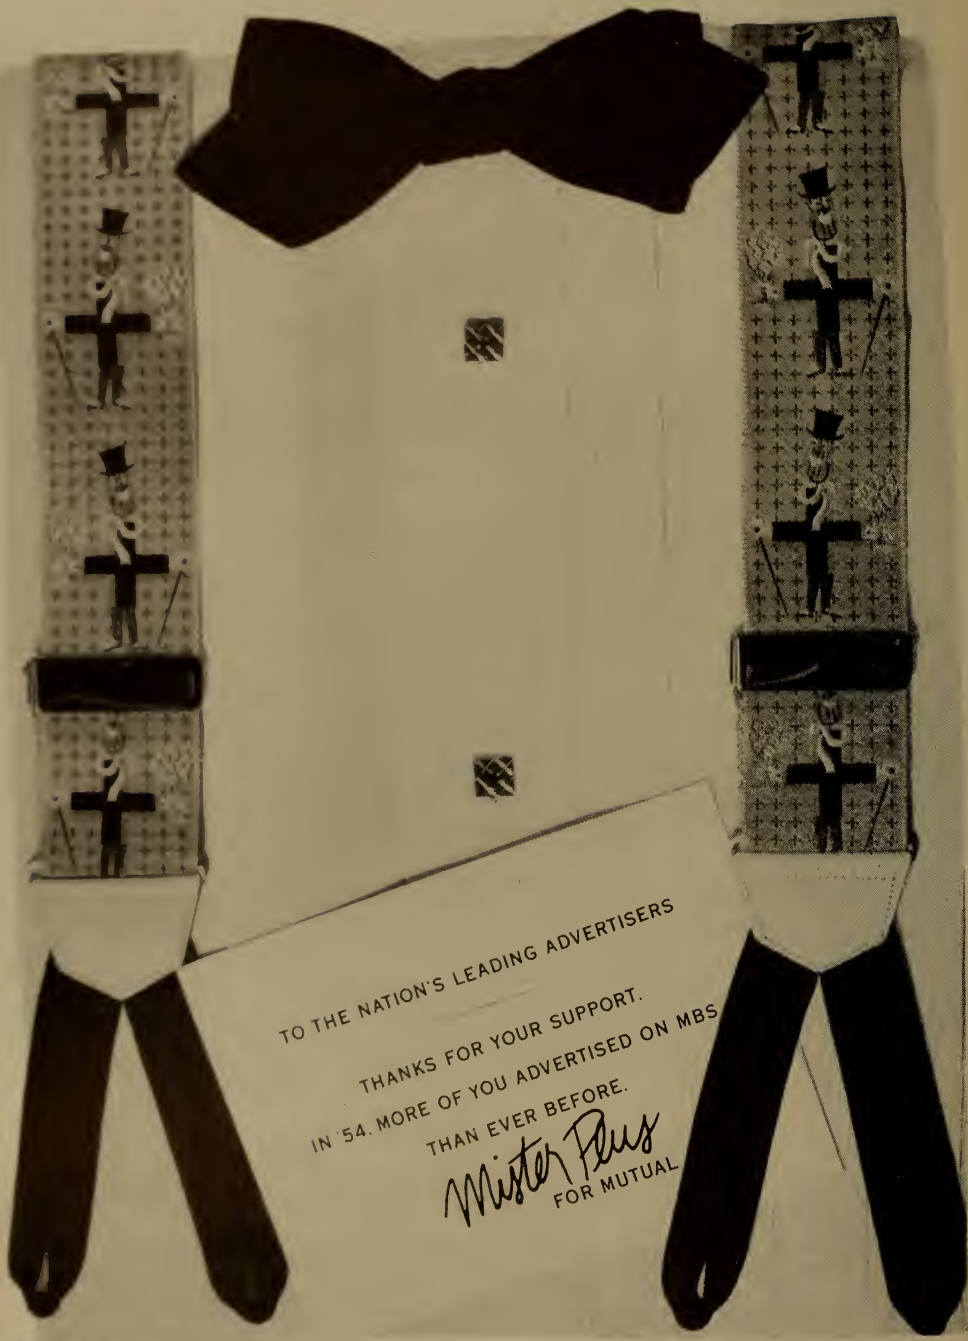 TO THE NATION'S LEADING ADVERTISERS
THANKS FOR YOUR SUPPORT.
IN '54. MORE OF YOU ADVERTISED ON MBS
THAN EVER BEFORE.
Mister Plus
FOR MUTUAL